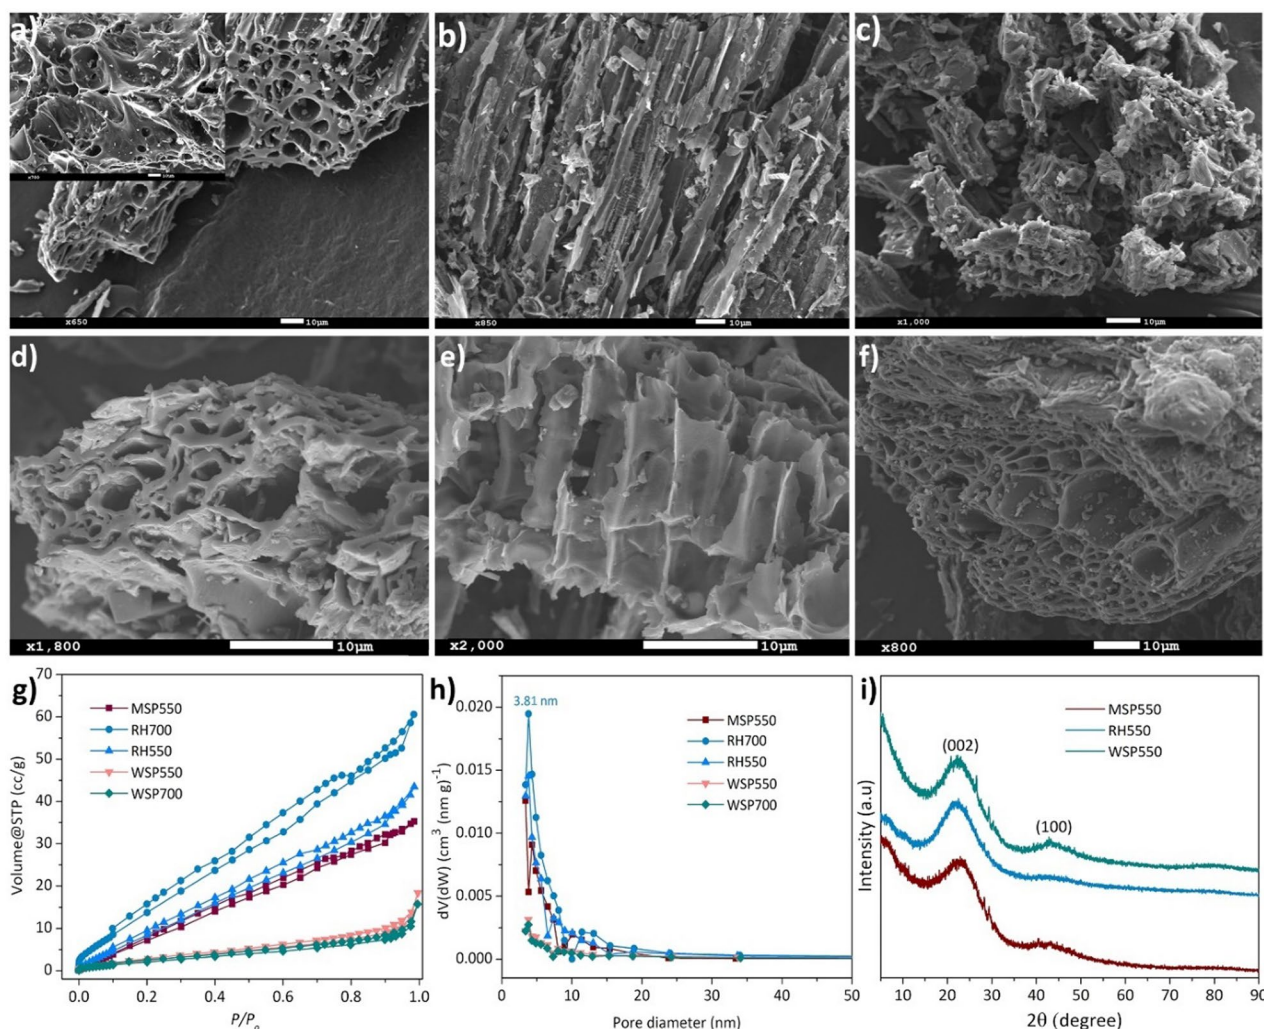 a)
x700
x650 10µm
b)
x850 10µm
c)
x1,000 10µm
d)
x1,800 10µm
e)
x2,000 10µm
f)
x800 10µm
g)
70
60
50
40
30
20
10
0
Volume@STP (cc/g)
MSP550
RH700
RH550
WSP550
WSP700
0.0 0.2 0.4 0.6 0.8 1.0
P/P₀
h)
3.81 nm
0.020
0.015
0.010
0.005
0.000
dV(dW) (cm³ (nm g)⁻¹)
MSP550
RH700
RH550
WSP550
WSP700
0 10 20 30 40 50
Pore diameter (nm)
i)
Intensity (a.u)
MSP550
RH550
WSP550
(002)
(100)
10 20 30 40 50 60 70 80 90
2θ (degree)